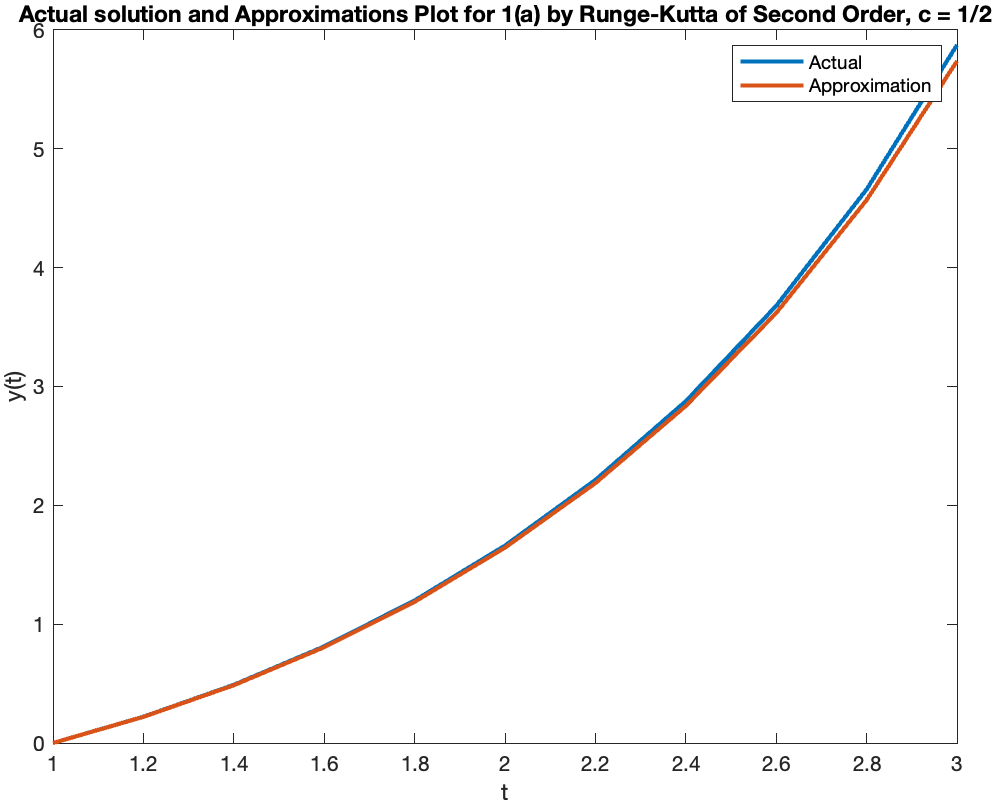 Actual solution and Approximations Plot for 1(a) by Runge-Kutta of Second Order, c = 1/2
Actual
Approximation
6
5
4
3
2
1
0
y(t)
1 1.2 1.4 1.6 1.8 2 2.2 2.4 2.6 2.8 3
t